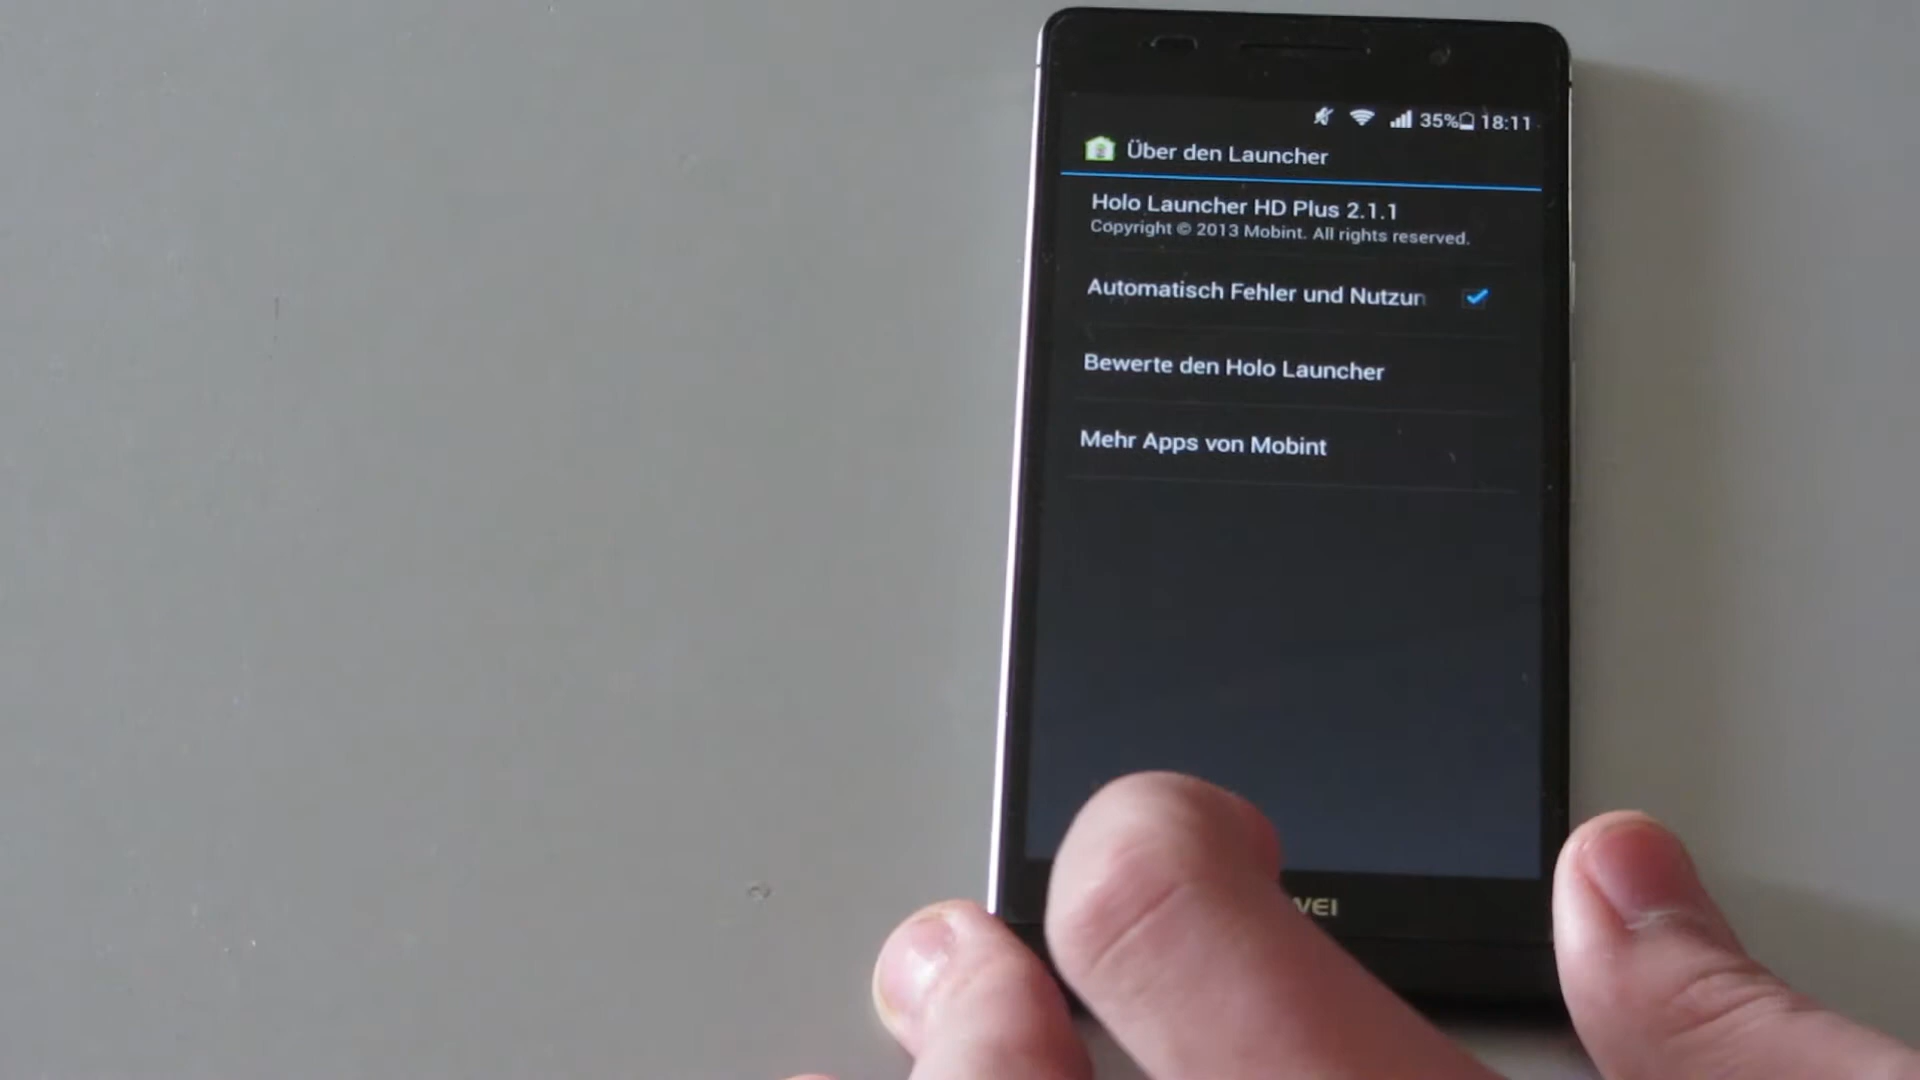 35% 18:11
Über den Launcher
Holo Launcher HD Plus 2.1.1
Copyright © 2013 Mobint. All rights reserved.
Automatisch Fehler und Nutzun
Bewerte den Holo Launcher
Mehr Apps von Mobint